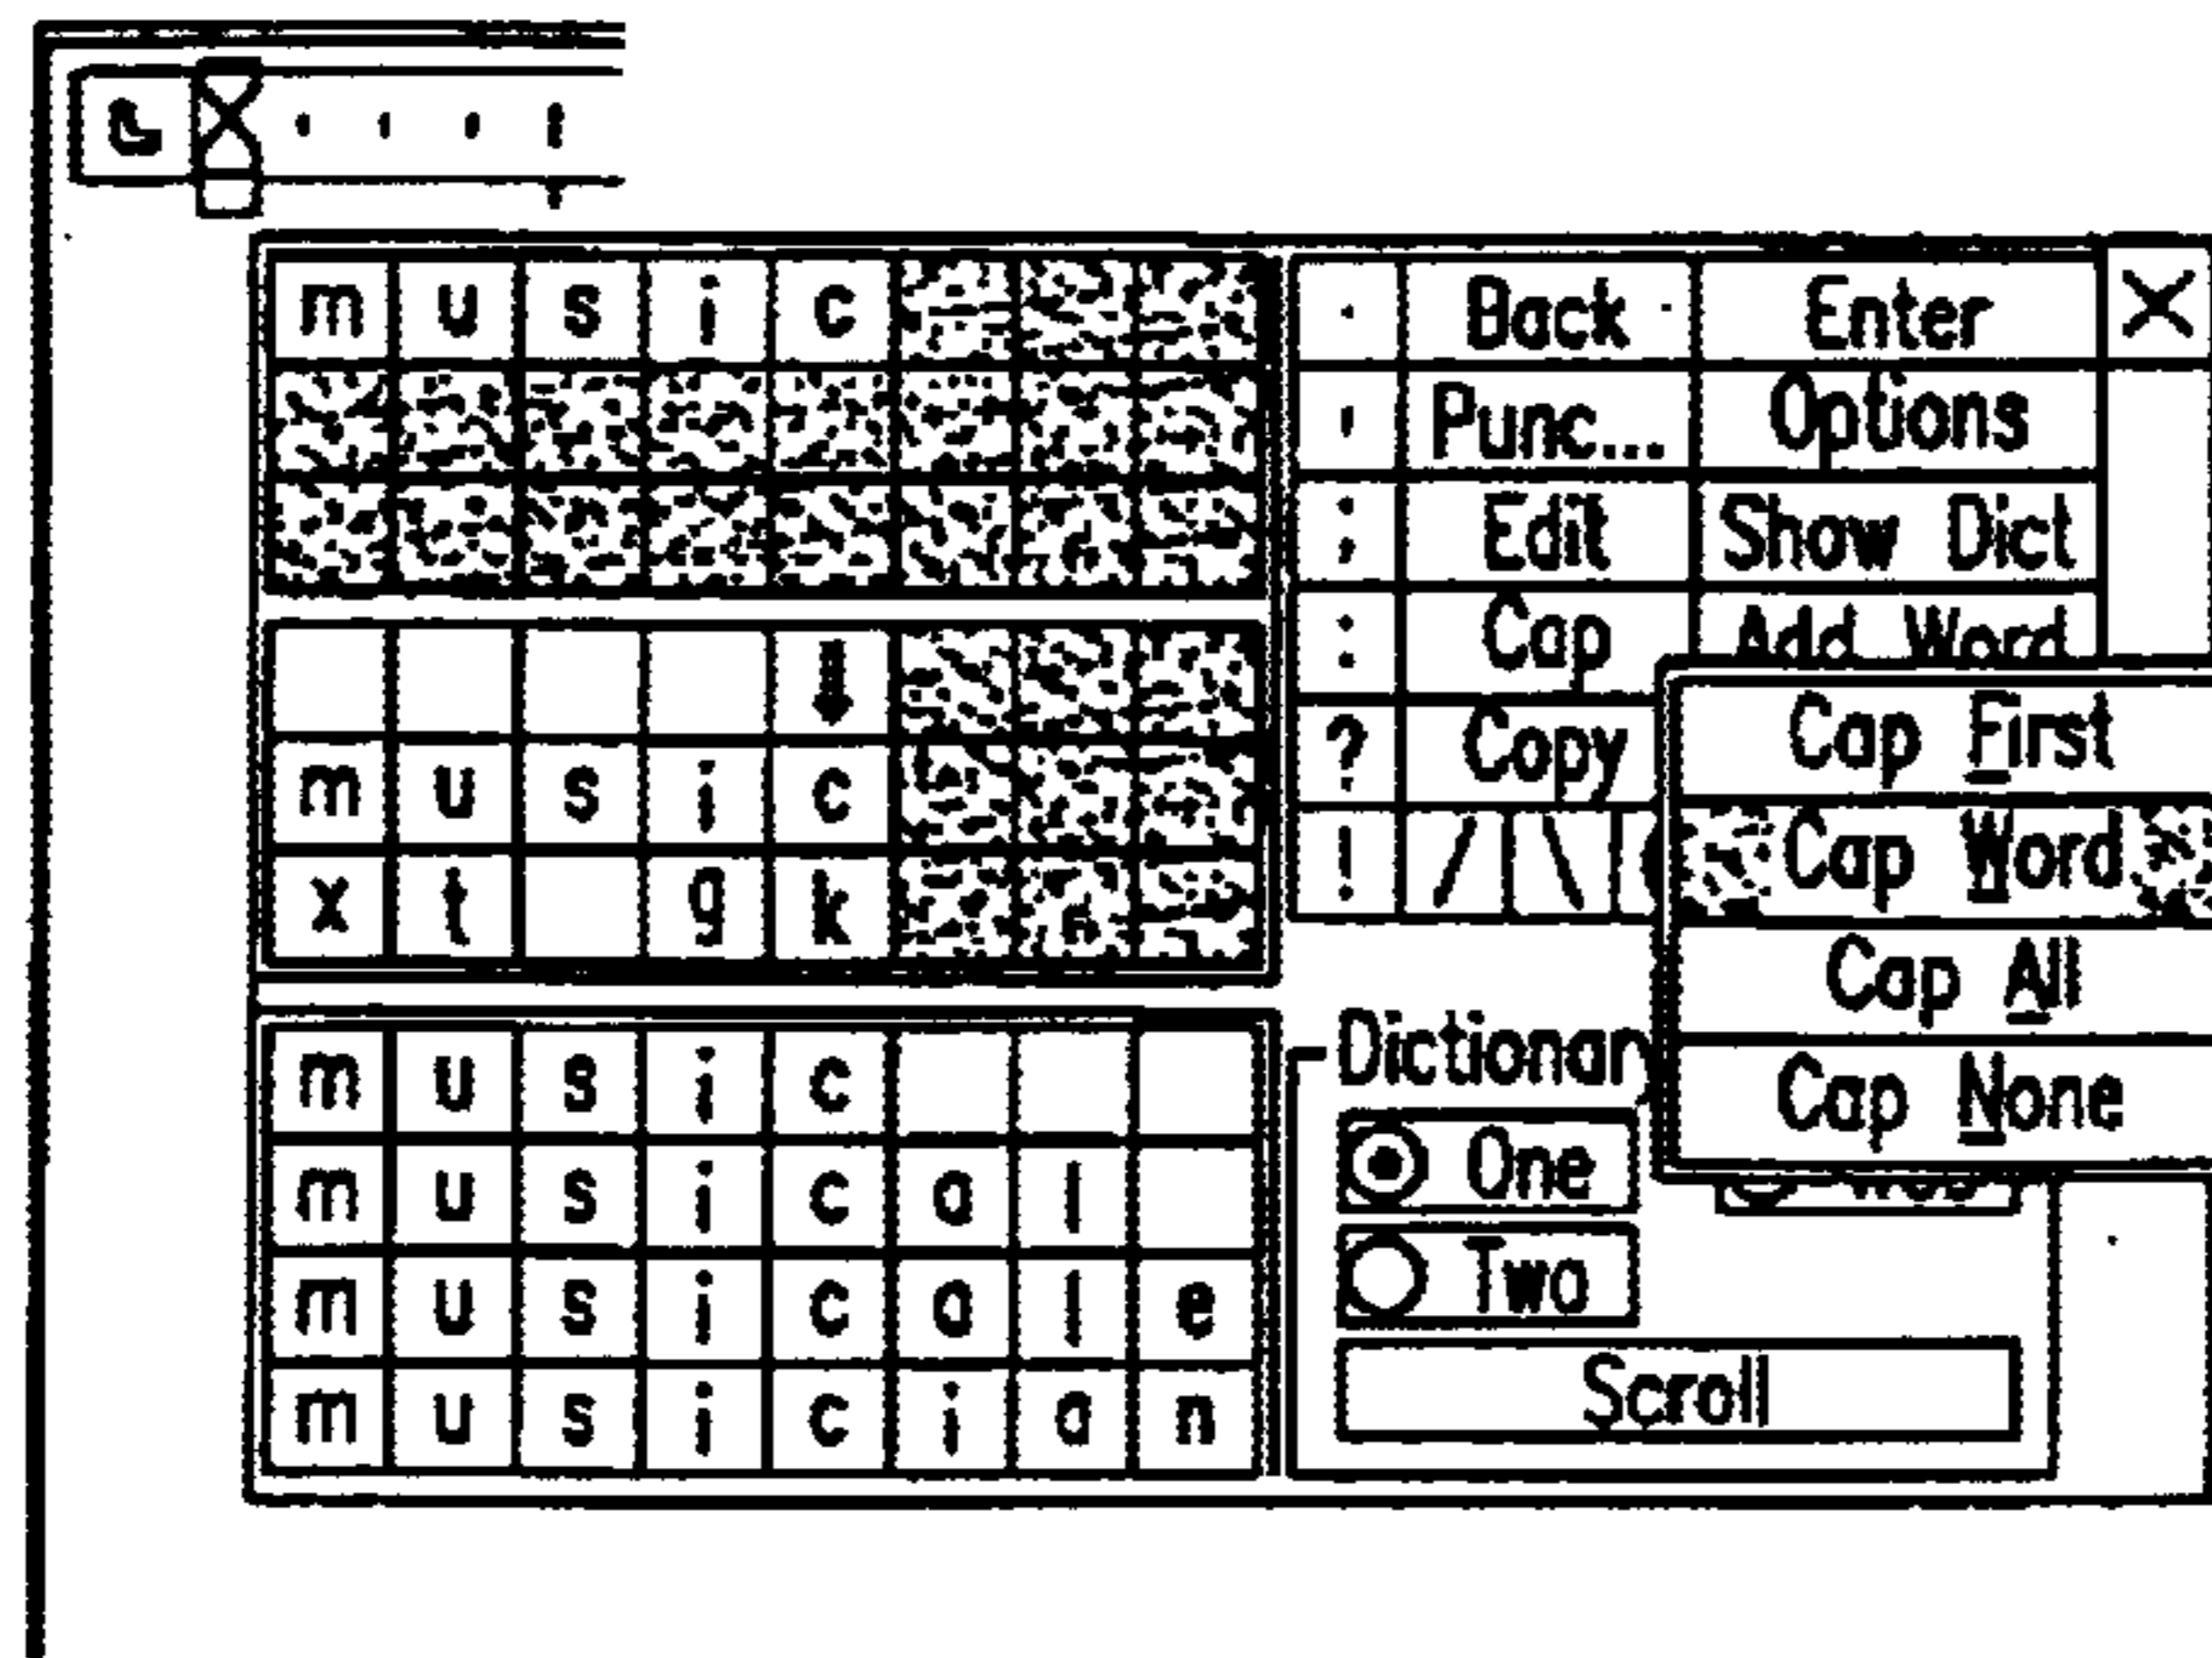 m u s i c
m u s i c
x t g k
m u s i c
m u s i c a l
m u s i c a l e
m u s i c i a n
. Back Enter X
, Punc... Options
; Edit Show Dict
: Cap Add Word
? Copy
! / \ (
Cap First
Cap Word
Cap All
Cap None
Dictionar
One
Two
Scroll